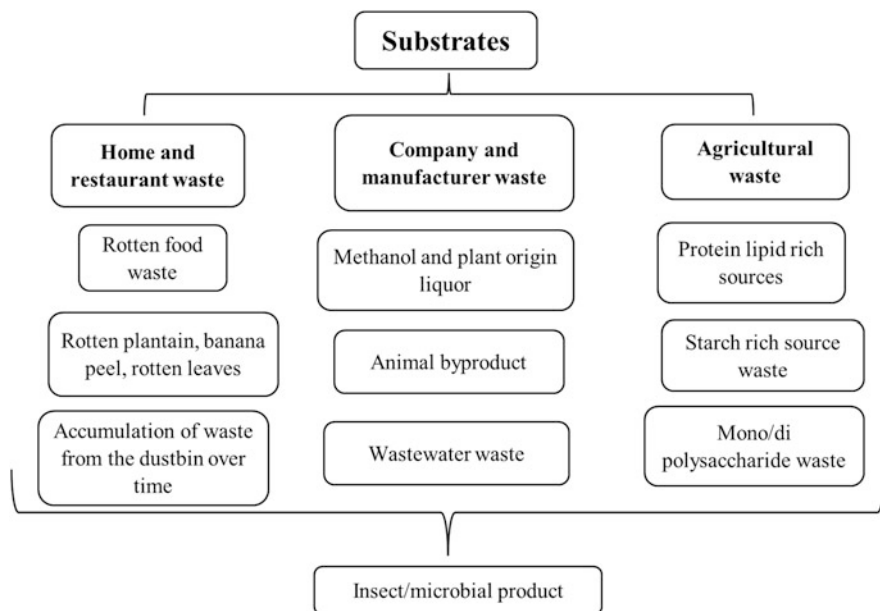 Substrates
Home and
restaurant waste
Rotten food
waste
Rotten plantain, banana
peel, rotten leaves
Accumulation of waste
from the dustbin over
time
Company and
manufacturer waste
Methanol and plant origin
liquor
Animal byproduct
Wastewater waste
Agricultural
waste
Protein lipid rich
sources
Starch rich source
waste
Mono/di
polysaccharide waste
Insect/microbial product